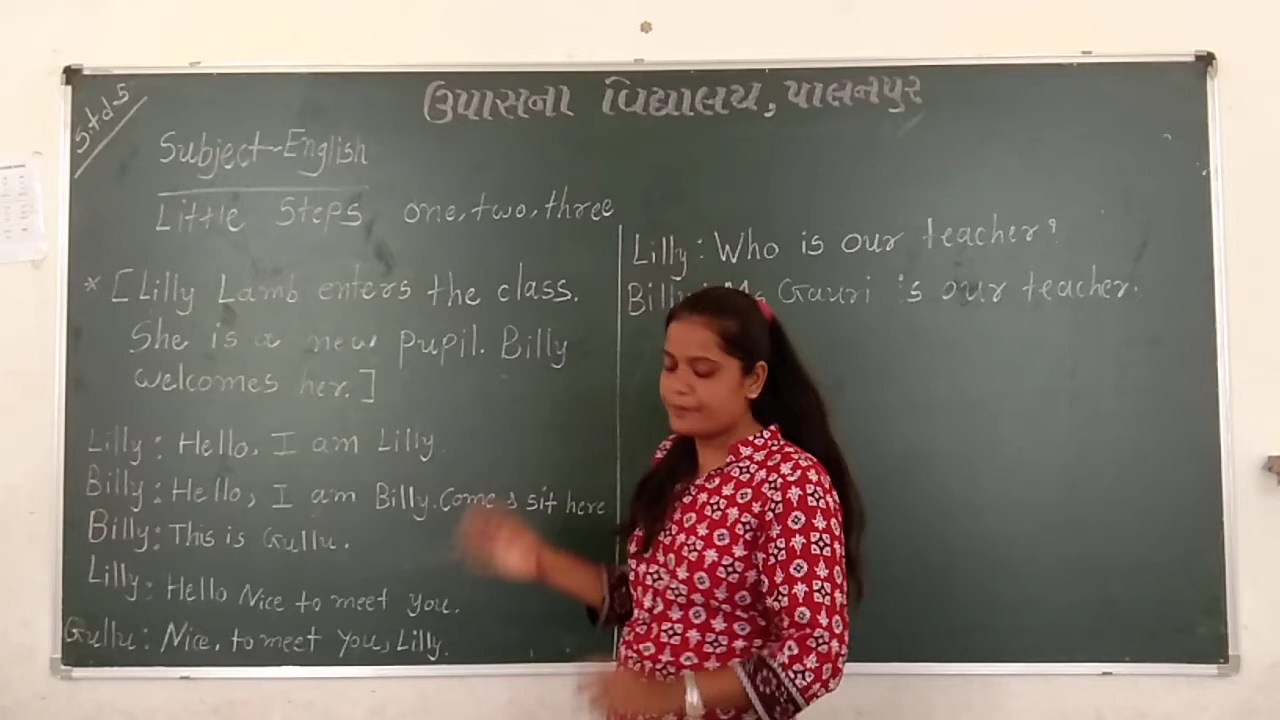 Std-5
ઉપાસના વિદ્યાલય, પાલનપુર
Subject-English
Little Steps one, two, three
* [Lilly Lamb enters the class.
She is a new pupil. Billy
welcomes her.]
Lilly: Hello, I am Lilly.
Billy: Hello, I am Billy. Come sit here
Billy: This is Gullu.
Lilly: Hello Nice to meet you.
Gullu: Nice, to meet you, Lilly.
Lilly: Who is our teacher?
Billy: Gauri is our teacher.